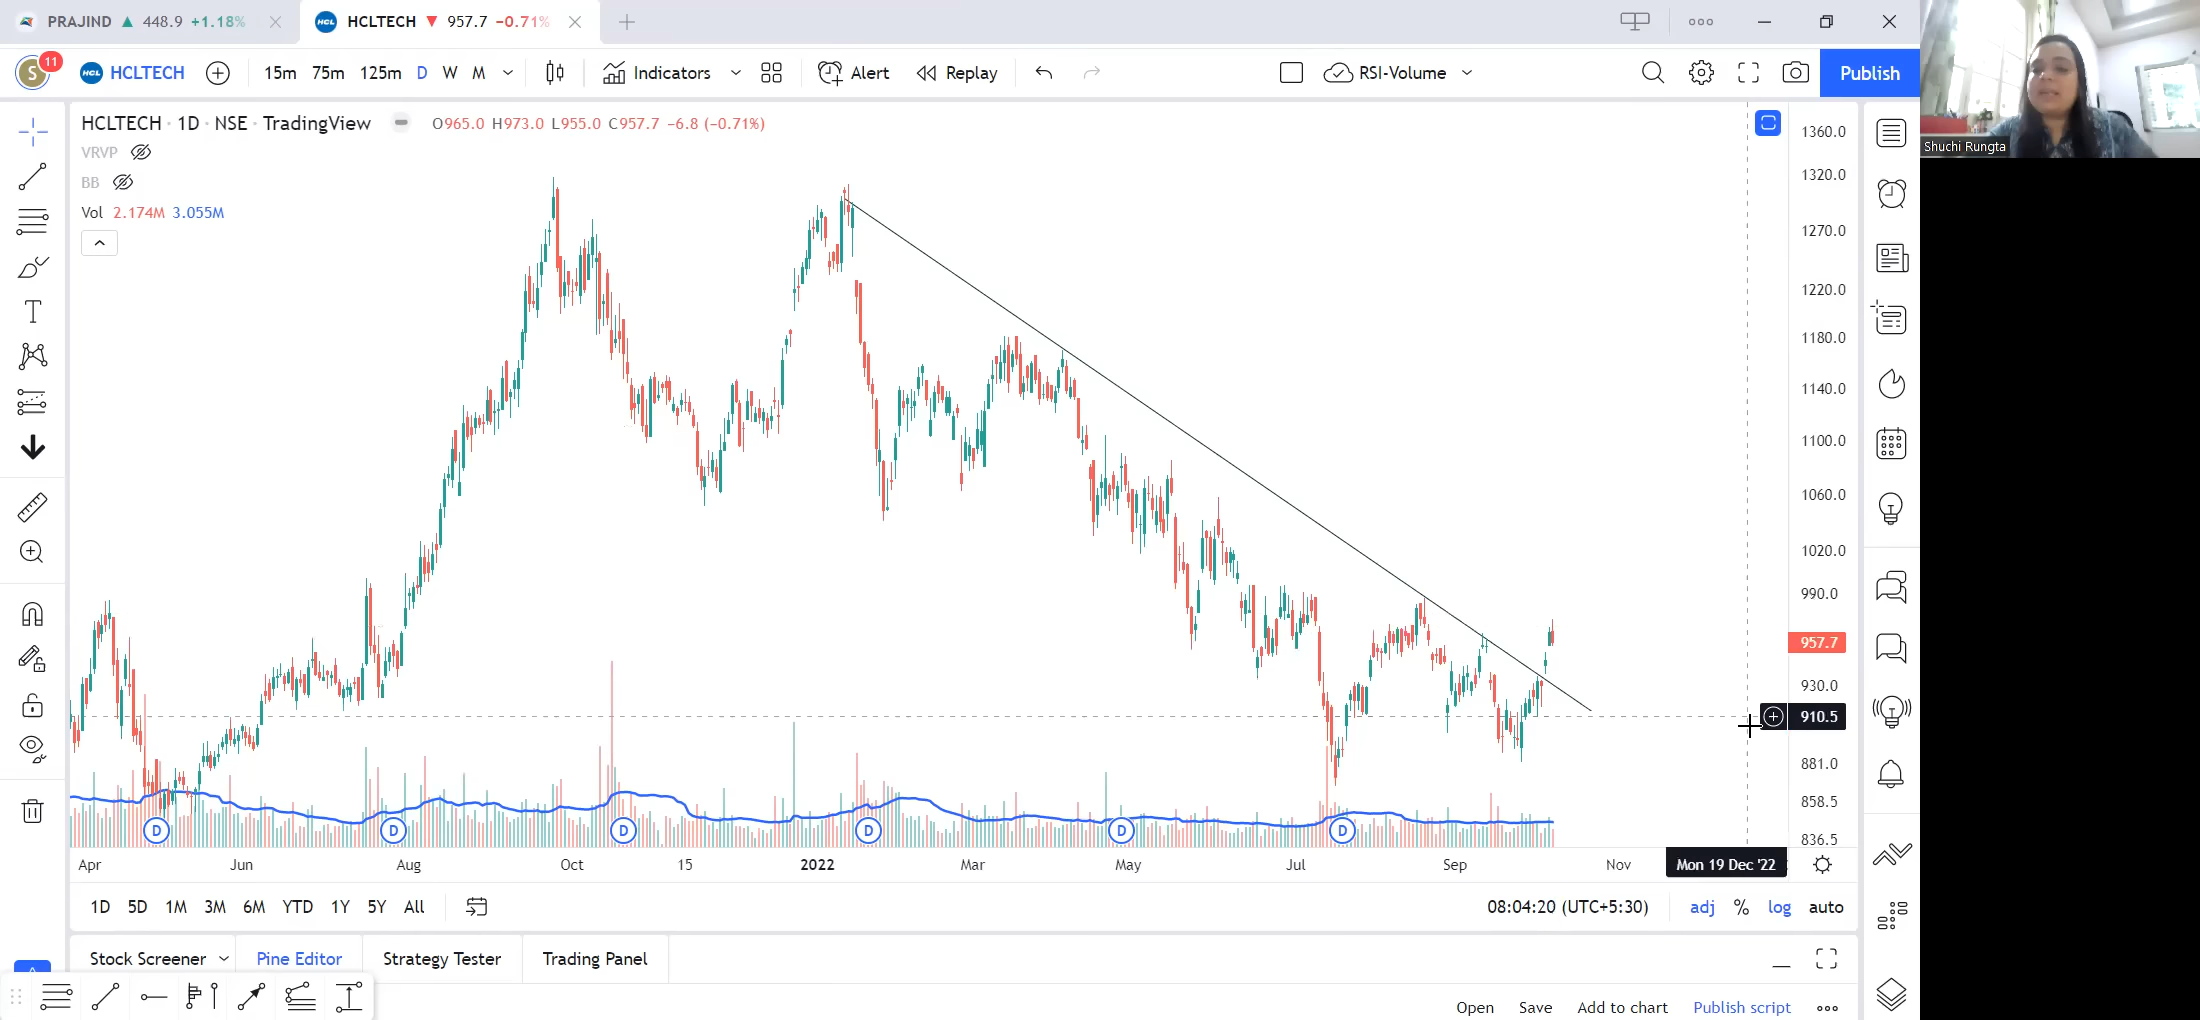 PRAJIND ▲ 448.9 +1.18%
HCL HCLTECH ▼ 957.7 −0.71%
S 11 HCL HCLTECH 15m 75m 125m D W M Indicators Alert Replay RSI-Volume Publish
HCLTECH · 1D · NSE · TradingView O965.0 H973.0 L955.0 C957.7 −6.8 (−0.71%)
VRVP
BB
Vol 2.174M 3.055M
T
Shuchi Rungta
1360.0
1320.0
1270.0
1220.0
1180.0
1140.0
1100.0
1060.0
1020.0
990.0
957.7
930.0
910.5
881.0
858.5
836.5
D D D D D D
Apr Jun Aug Oct 15 2022 Mar May Jul Sep Nov Mon 19 Dec '22
1D 5D 1M 3M 6M YTD 1Y 5Y All 08:04:20 (UTC+5:30) adj % log auto
Stock Screener Pine Editor Strategy Tester Trading Panel
Open Save Add to chart Publish script